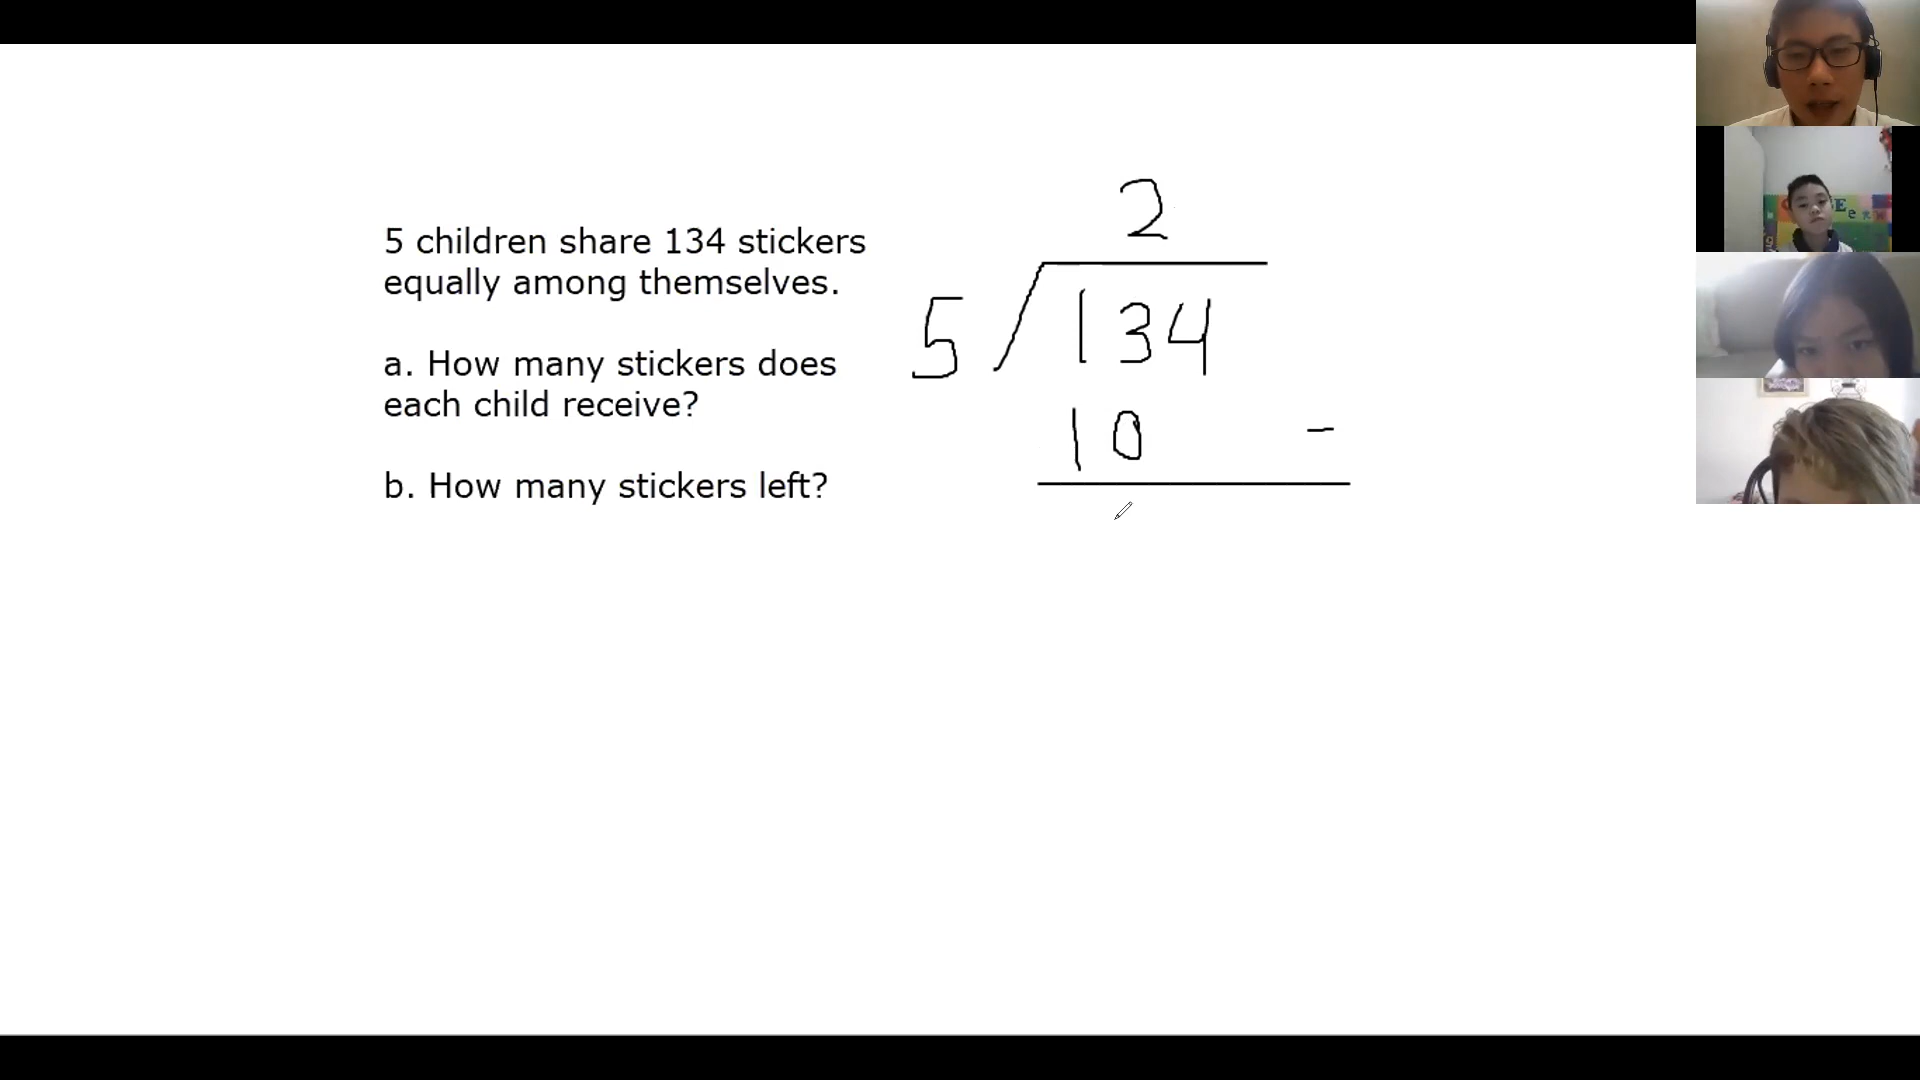 5 children share 134 stickers
equally among themselves.
a. How many stickers does
each child receive?
b. How many stickers left?
2
5 134
10 -
E e